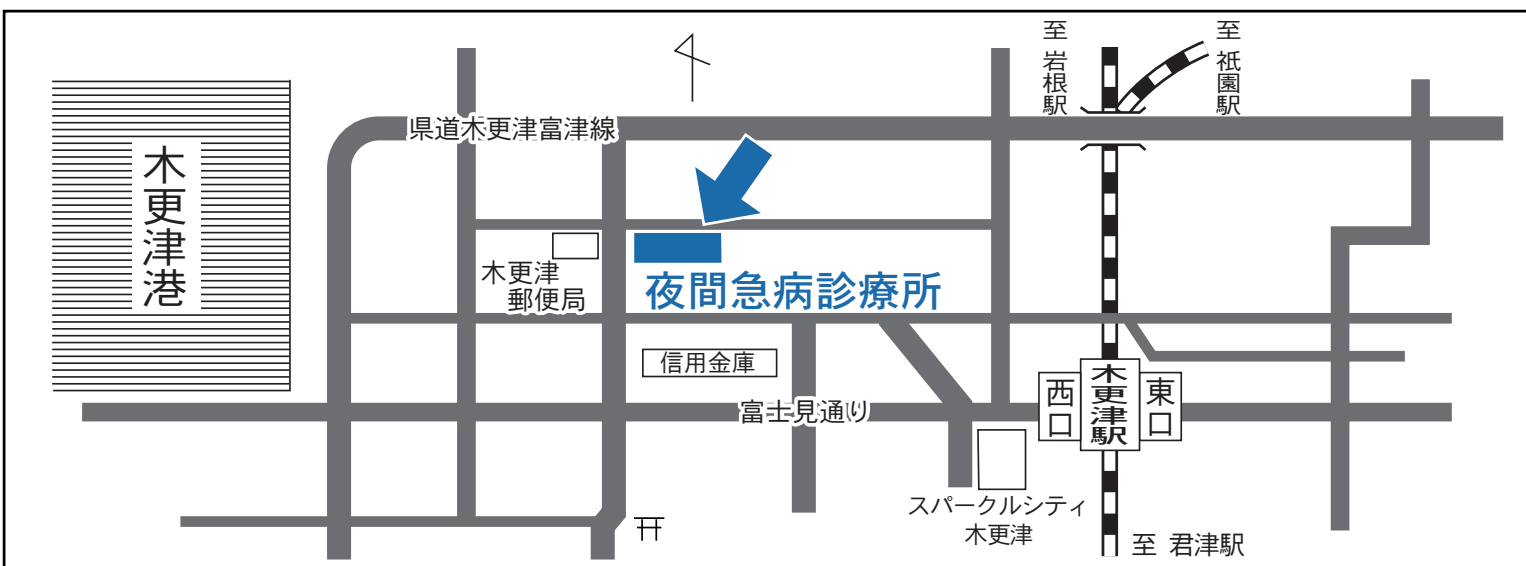 至 岩根駅
至 祇園駅
県道木更津富津線
木更津港
木更津
郵便局
夜間急病診療所
信用金庫
富士見通り
西口
木更津駅
東口
スパークルシティ
木更津
至 君津駅